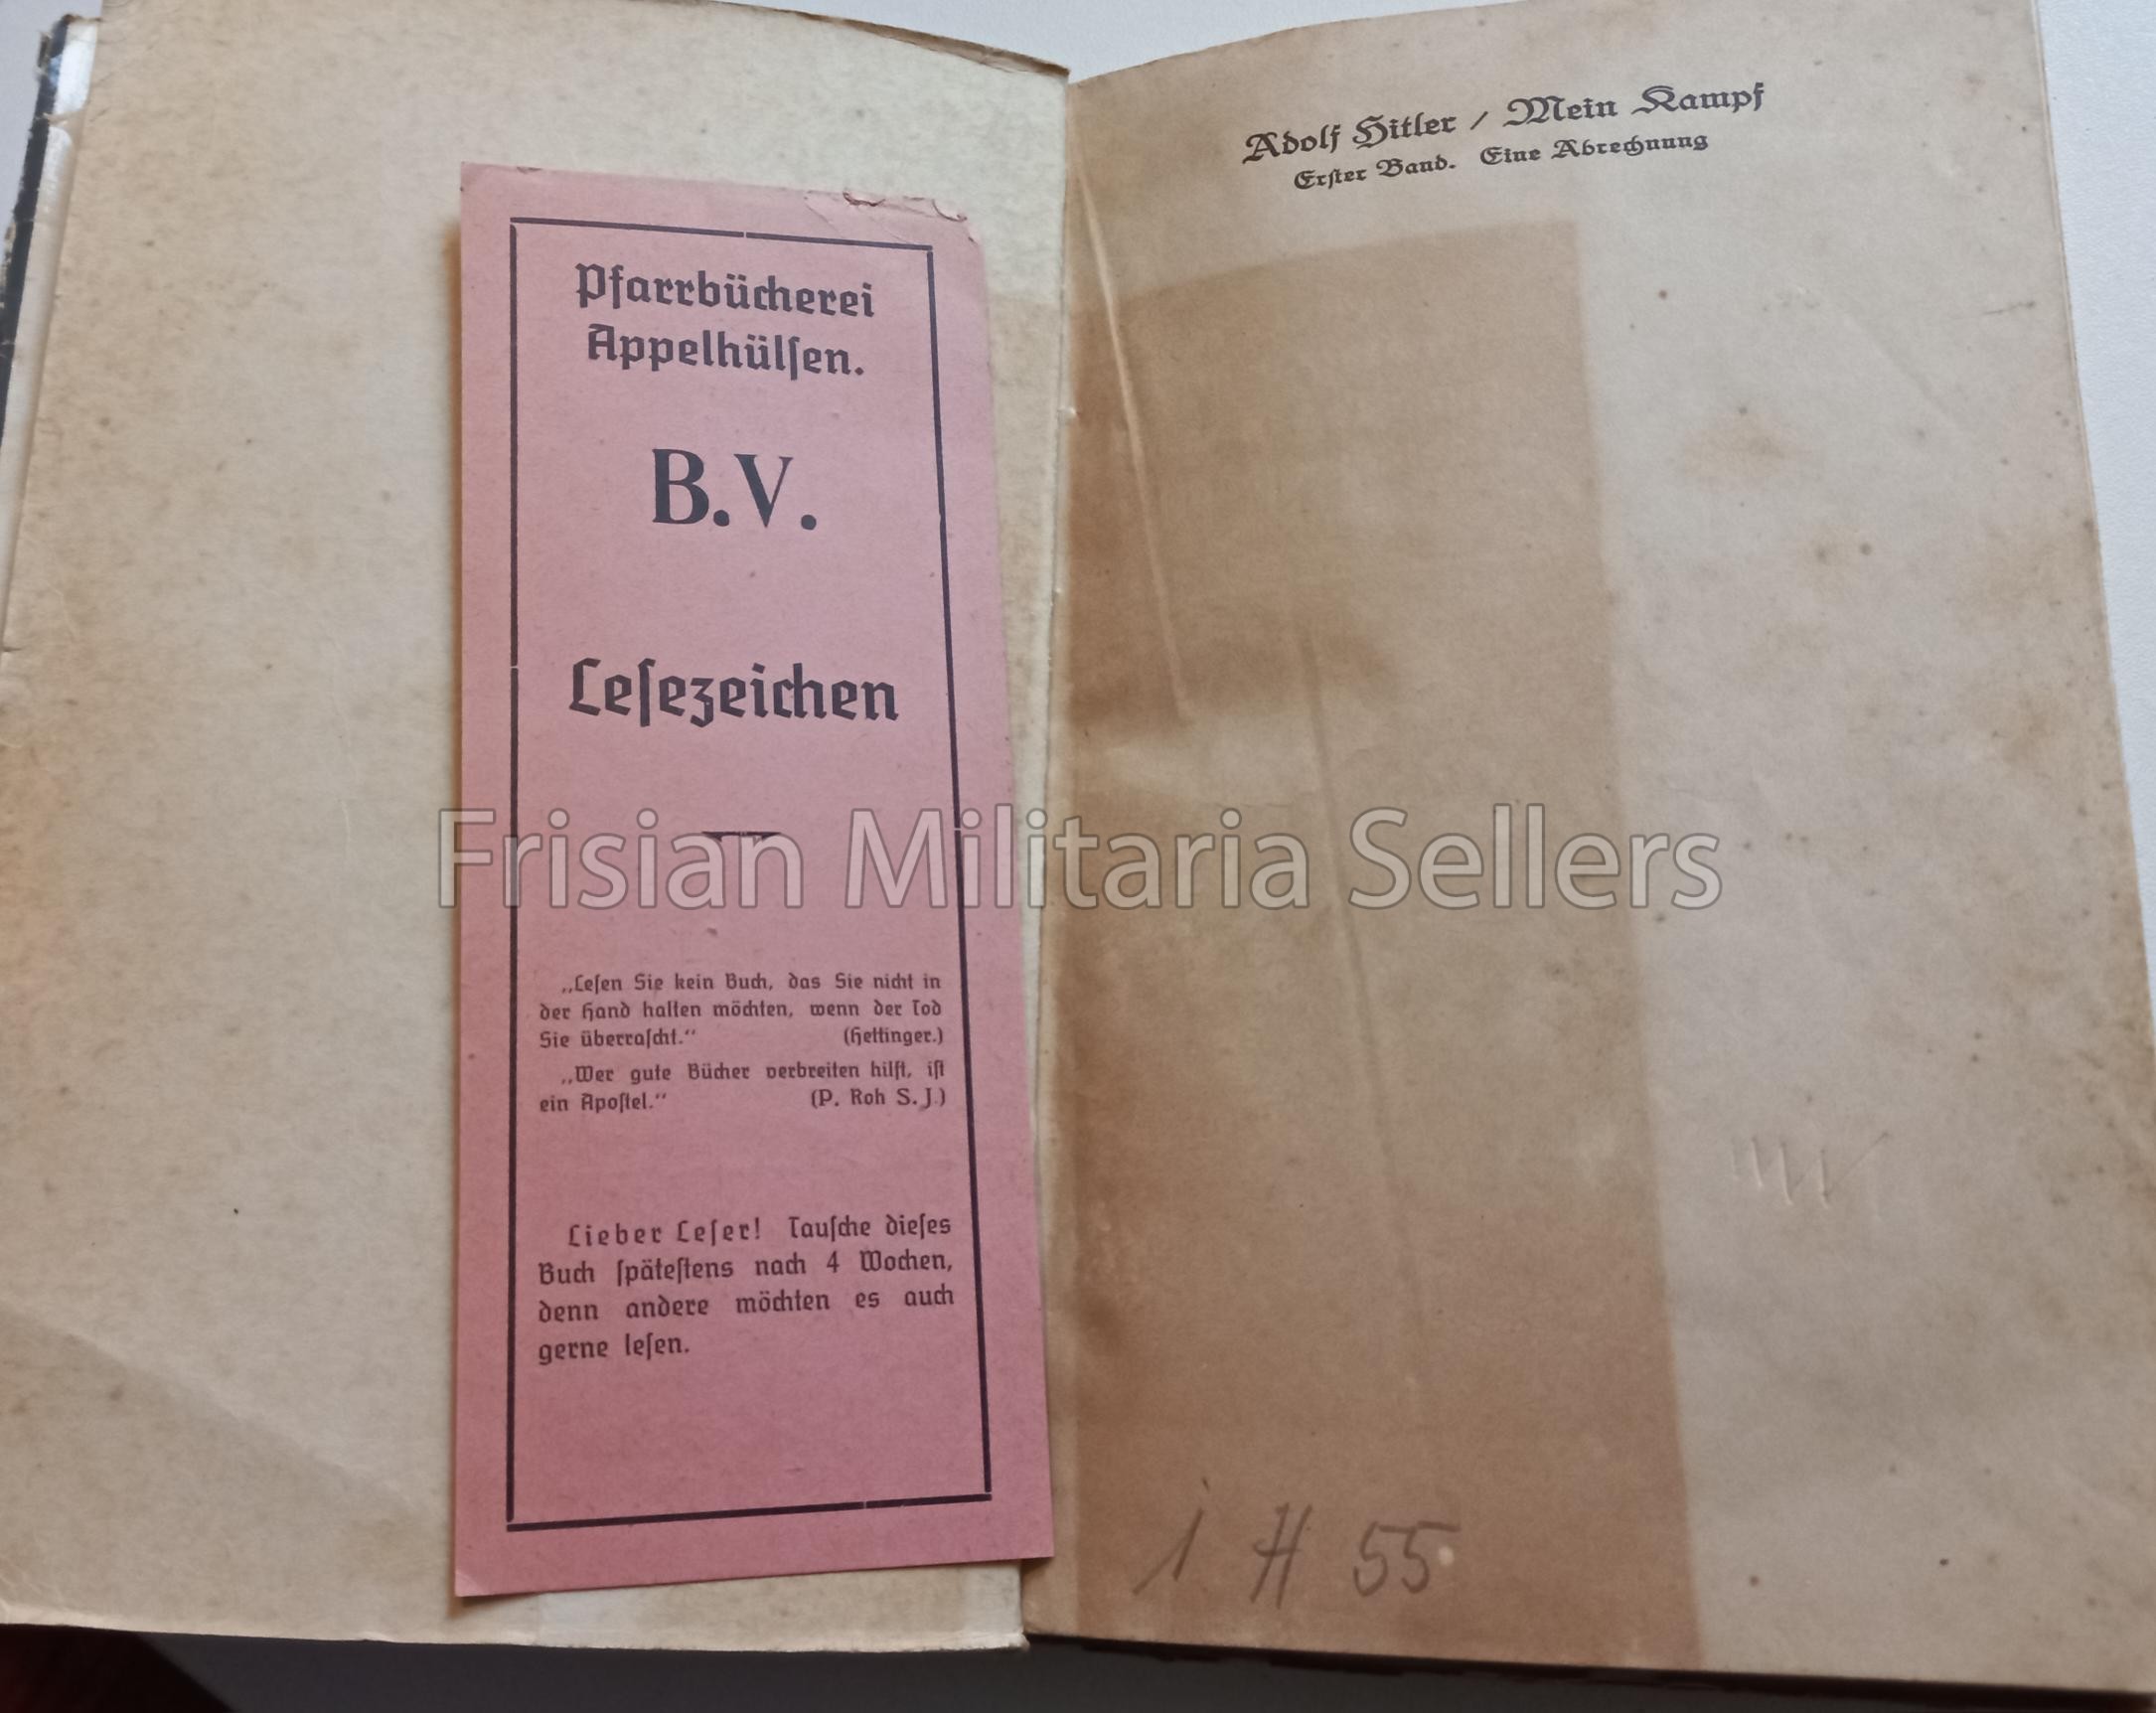 Pfarrbücherei
Appelhülſen.
B.V.
Leſezeichen
„Leſen Sie kein Buch, das Sie nicht in
der Hand halten möchten, wenn der Tod
Sie überraſcht.“ (Hettinger.)
„Wer gute Bücher verbreiten hilft, iſt
ein Apoſtel.“ (P. Roh S. J.)
Lieber Leſer! Tauſche dieſes
Buch ſpäteſtens nach 4 Wochen,
denn andere möchten es auch
gerne leſen.
Adolf Hitler / Mein Kampf
Erſter Band. Eine Abrechnung
1 H 55
Frisian Militaria Sellers